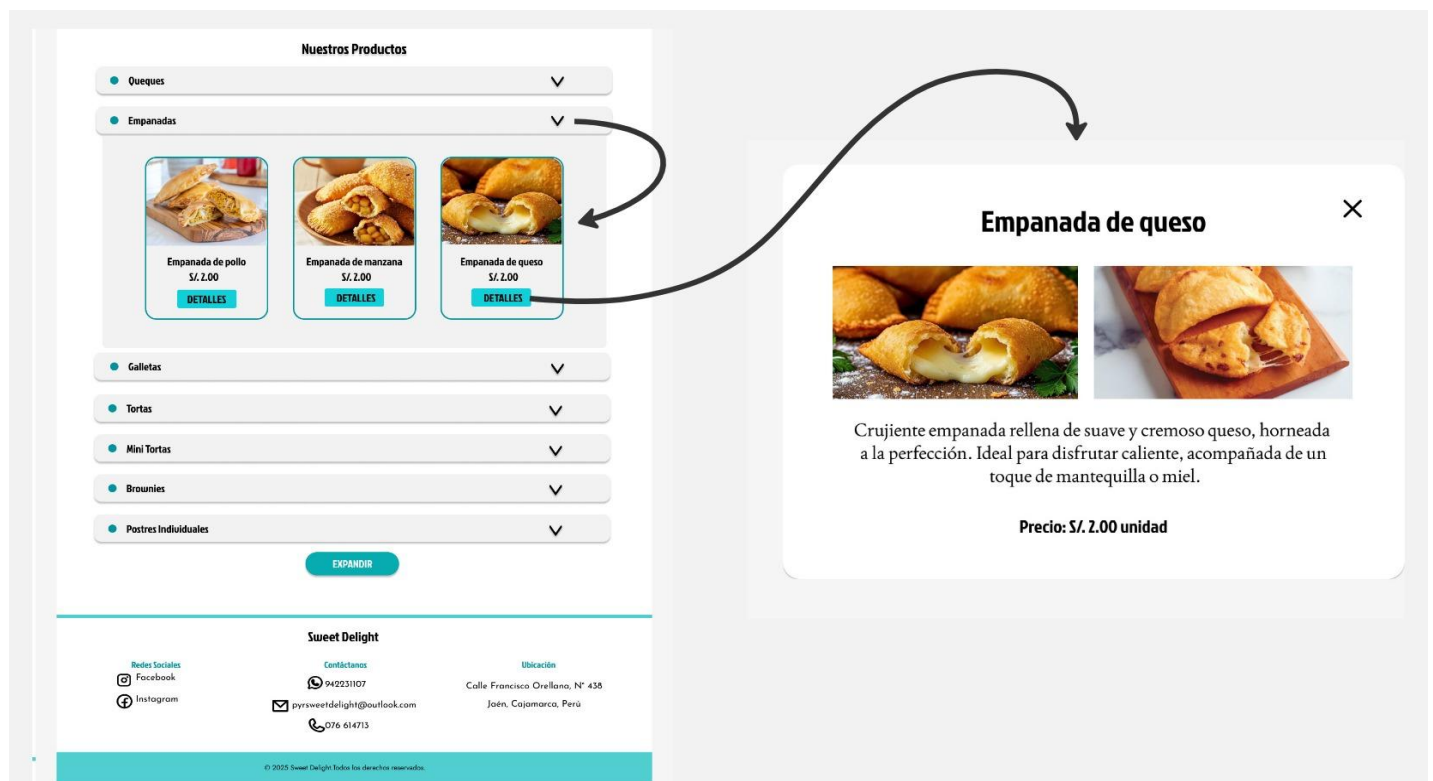 Nuestros Productos
Queques
Empanadas
Empanada de pollo
S/. 2.00
DETALLES
Empanada de manzana
S/. 2.00
DETALLES
Empanada de queso
S/. 2.00
DETALLES
Galletas
Tortas
Mini Tortas
Brownies
Postres Individuales
EXPANDIR
Sweet Delight
Redes Sociales
Facebook
Instagram
Contáctanos
942231107
pyrsweetdelight@outlook.com
076 614713
Ubicación
Calle Francisco Orellana, N° 438
Jaén, Cajamarca, Perú
© 2025 Sweet Delight Todos los derechos reservados.
Empanada de queso
Crujiente empanada rellena de suave y cremoso queso, horneada
a la perfección. Ideal para disfrutar caliente, acompañada de un
toque de mantequilla o miel.
Precio: S/. 2.00 unidad